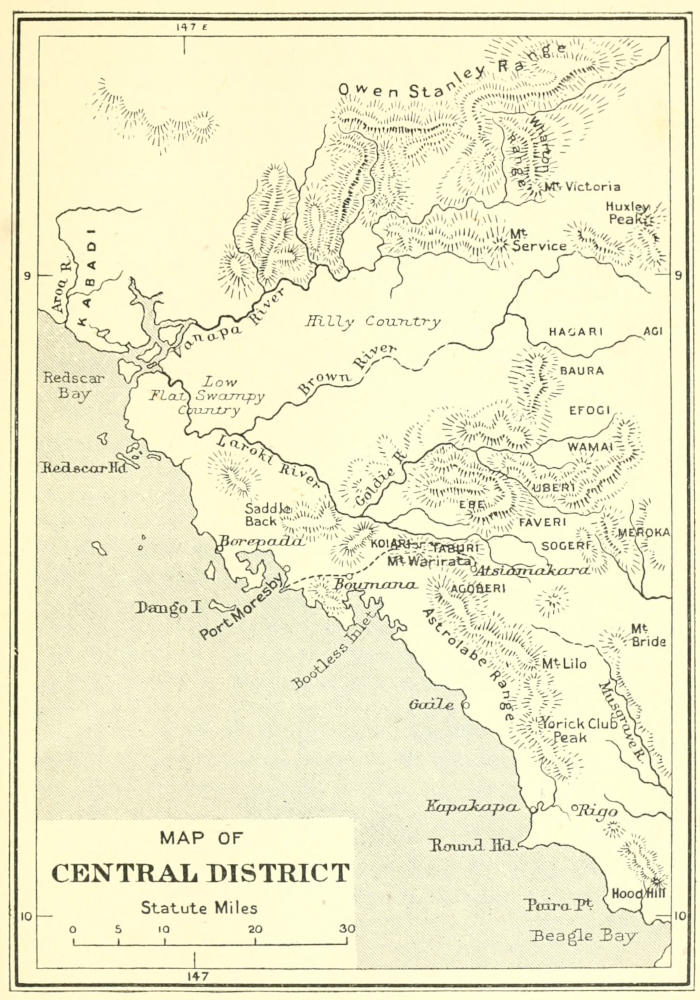 147 E
Owen Stanley Range
Wharton
Range
Mt. Victoria
Huxley
Peak
Mt.
Service
Aroa R.
KABADI
9
9
Vanapa River
Hilly Country
HAGARI
AGI
Brown River
BAURA
Redscar
Bay
Low
Flat Swampy
Country
EFOGI
WAMAI
Laroki River
Redscar Hd
Goldie R.
UBERI
EBE
Saddle
Back
FAVERI
MEROKA
Borepada
KOIARI
TABURI
SOGERI
Mt. Warirata
Atsiamakara
Boumana
AGOBERI
Dango I
Port Moresby
Bootless Inlet
Astrolabe Range
Mt.
Bride
Mt. Lilo
Musgrave R.
Gaile
Yorick Club
Peak
Kapakapa
Rigo
Round Hd.
Hood Hill
Paira Pt.
Beagle Bay
MAP OF
CENTRAL DISTRICT
Statute Miles
0 5 10 20 30
10
10
147